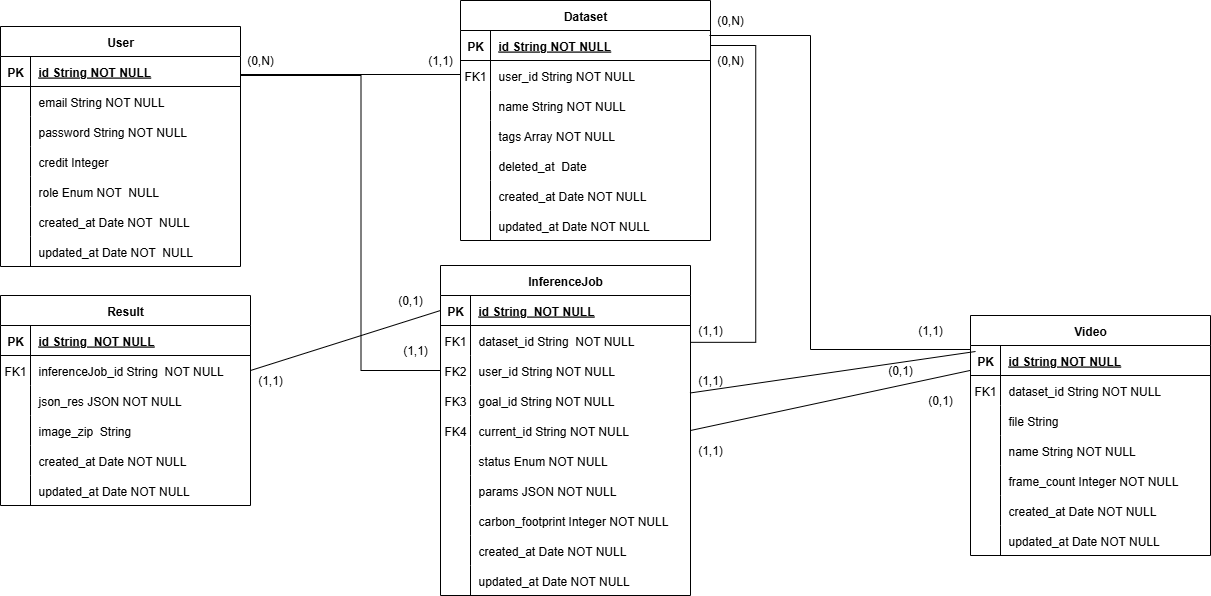 User
PK id String NOT NULL
email String NOT NULL
password String NOT NULL
credit Integer
role Enum NOT NULL
created_at Date NOT NULL
updated_at Date NOT NULL
(0,N)
(1,1)
Dataset
PK id String NOT NULL
FK1 user_id String NOT NULL
name String NOT NULL
tags Array NOT NULL
deleted_at Date
created_at Date NOT NULL
updated_at Date NOT NULL
(0,N)
(0,N)
Result
PK id String NOT NULL
FK1 inferenceJob_id String NOT NULL
json_res JSON NOT NULL
image_zip String
created_at Date NOT NULL
updated_at Date NOT NULL
(1,1)
(0,1)
(1,1)
InferenceJob
PK id String NOT NULL
FK1 dataset_id String NOT NULL
FK2 user_id String NOT NULL
FK3 goal_id String NOT NULL
FK4 current_id String NOT NULL
status Enum NOT NULL
params JSON NOT NULL
carbon_footprint Integer NOT NULL
created_at Date NOT NULL
updated_at Date NOT NULL
(1,1)
(1,1)
(1,1)
(1,1)
(0,1)
(0,1)
Video
PK id String NOT NULL
FK1 dataset_id String NOT NULL
file String
name String NOT NULL
frame_count Integer NOT NULL
created_at Date NOT NULL
updated_at Date NOT NULL